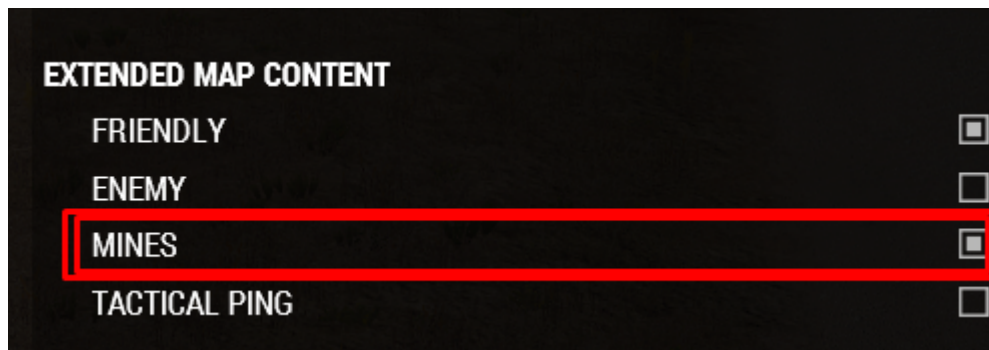 EXTENDED MAP CONTENT
FRIENDLY
ENEMY
MINES
TACTICAL PING